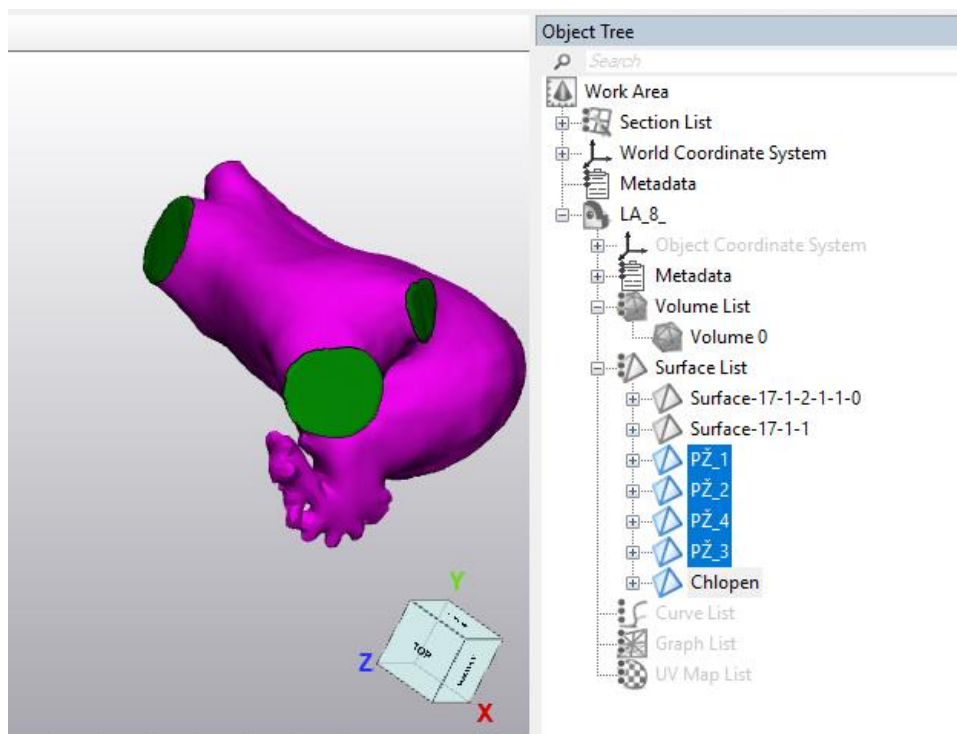 Object Tree
Search
Work Area
Section List
World Coordinate System
Metadata
LA_8_
Object Coordinate System
Metadata
Volume List
Volume 0
Surface List
Surface-17-1-2-1-1-0
Surface-17-1-1
PŽ_1
PŽ_2
PŽ_4
PŽ_3
Chlopen
Curve List
Graph List
UV Map List
Y
TOP
Z
X